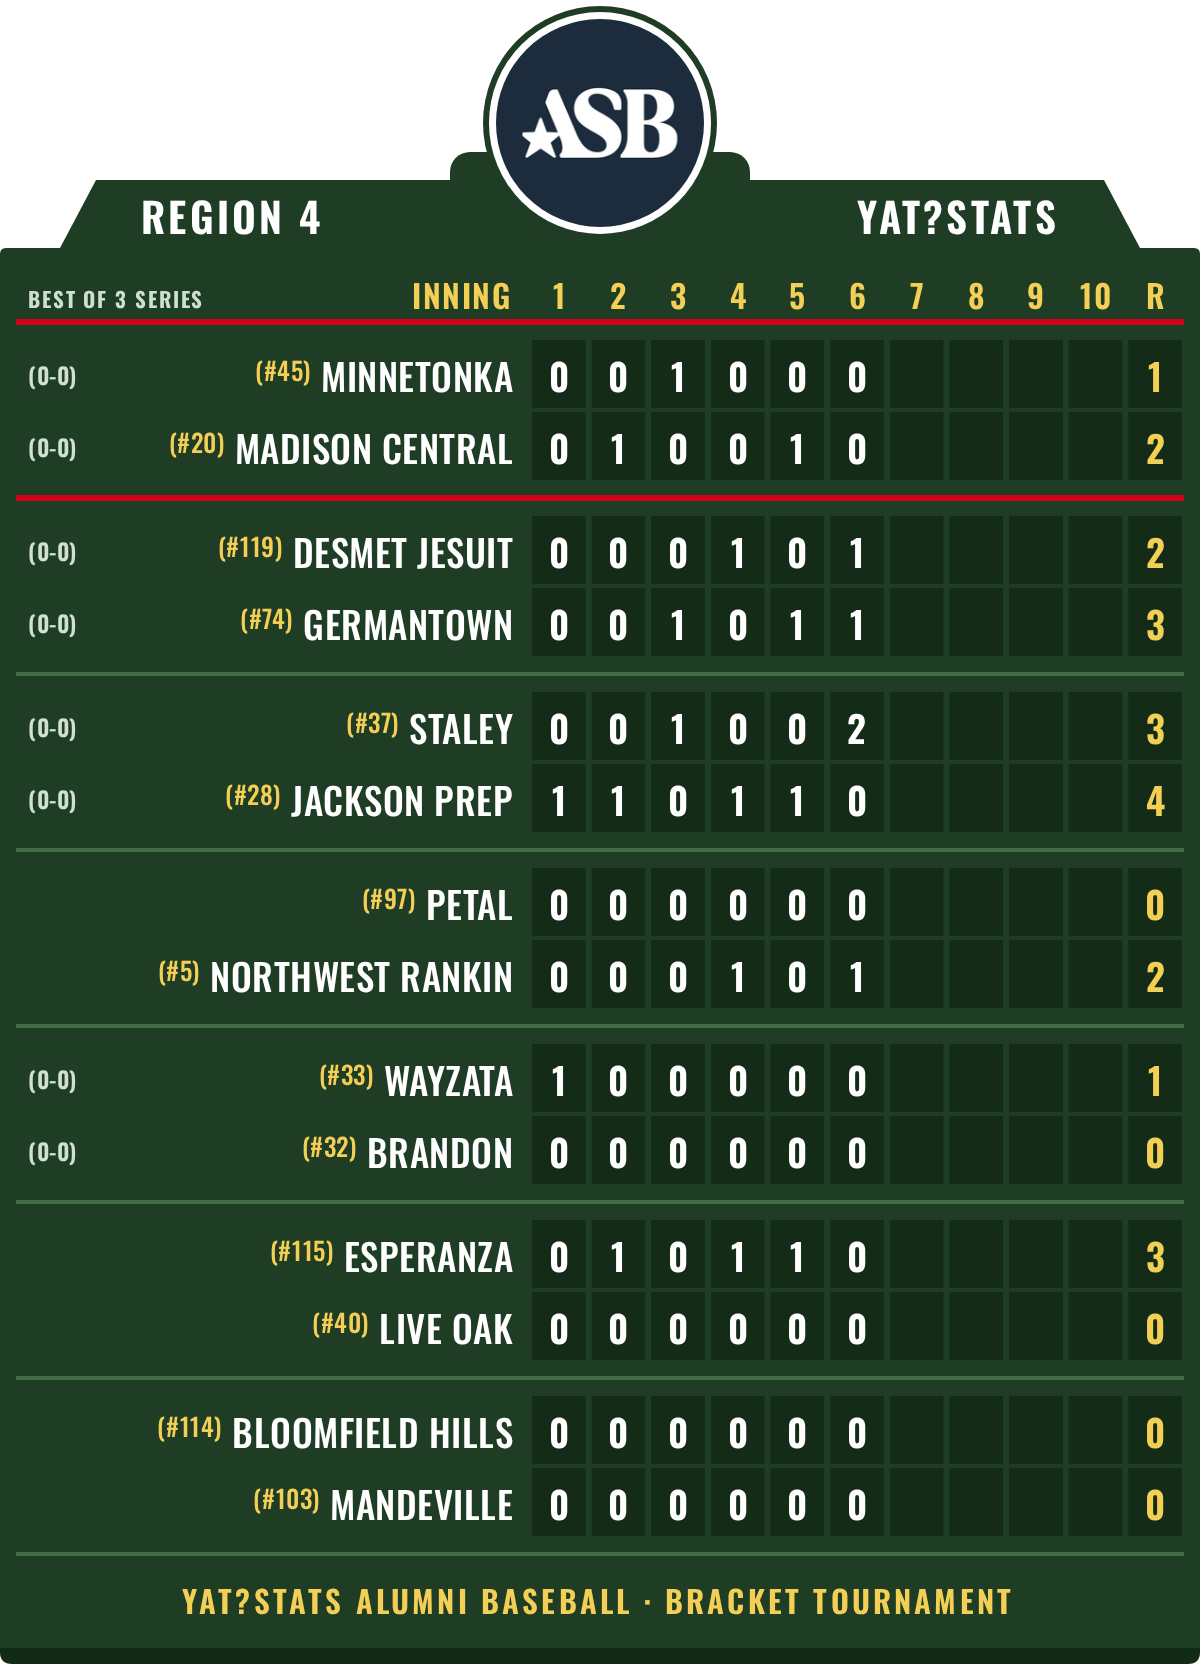 ASB
REGION 4 YAT?STATS
BEST OF 3 SERIES INNING 1 2 3 4 5 6 7 8 9 10 R
(0-0) (#45) MINNETONKA 0 0 1 0 0 0 1
(0-0) (#20) MADISON CENTRAL 0 1 0 0 1 0 2
(0-0) (#119) DESMET JESUIT 0 0 0 1 0 1 2
(0-0) (#74) GERMANTOWN 0 0 1 0 1 1 3
(0-0) (#37) STALEY 0 0 1 0 0 2 3
(0-0) (#28) JACKSON PREP 1 1 0 1 1 0 4
(#97) PETAL 0 0 0 0 0 0 0
(#5) NORTHWEST RANKIN 0 0 0 1 0 1 2
(0-0) (#33) WAYZATA 1 0 0 0 0 0 1
(0-0) (#32) BRANDON 0 0 0 0 0 0 0
(#115) ESPERANZA 0 1 0 1 1 0 3
(#40) LIVE OAK 0 0 0 0 0 0 0
(#114) BLOOMFIELD HILLS 0 0 0 0 0 0 0
(#103) MANDEVILLE 0 0 0 0 0 0 0
YAT?STATS ALUMNI BASEBALL · BRACKET TOURNAMENT